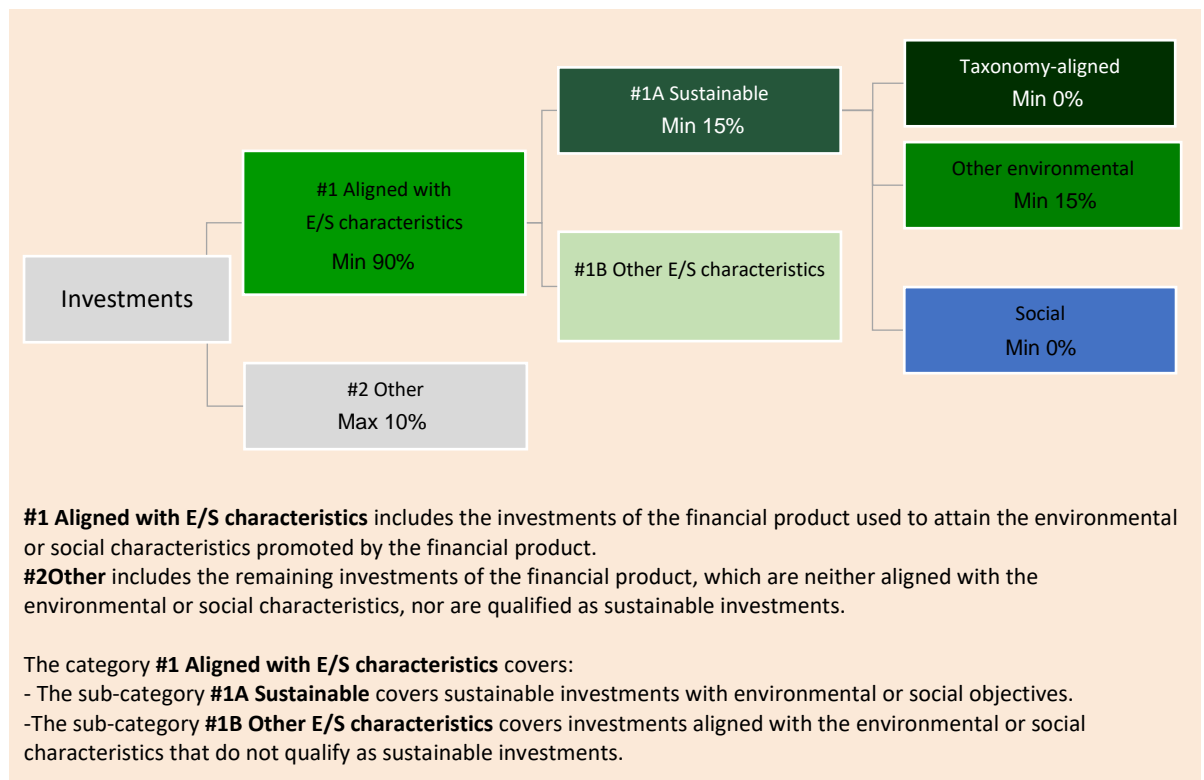 Investments
#1 Aligned with
E/S characteristics
Min 90%
#2 Other
Max 10%
#1A Sustainable
Min 15%
#1B Other E/S characteristics
Taxonomy-aligned
Min 0%
Other environmental
Min 15%
Social
Min 0%
#1 Aligned with E/S characteristics includes the investments of the financial product used to attain the environmental
or social characteristics promoted by the financial product.
#2Other includes the remaining investments of the financial product, which are neither aligned with the
environmental or social characteristics, nor are qualified as sustainable investments.
The category #1 Aligned with E/S characteristics covers:
- The sub-category #1A Sustainable covers sustainable investments with environmental or social objectives.
-The sub-category #1B Other E/S characteristics covers investments aligned with the environmental or social
characteristics that do not qualify as sustainable investments.